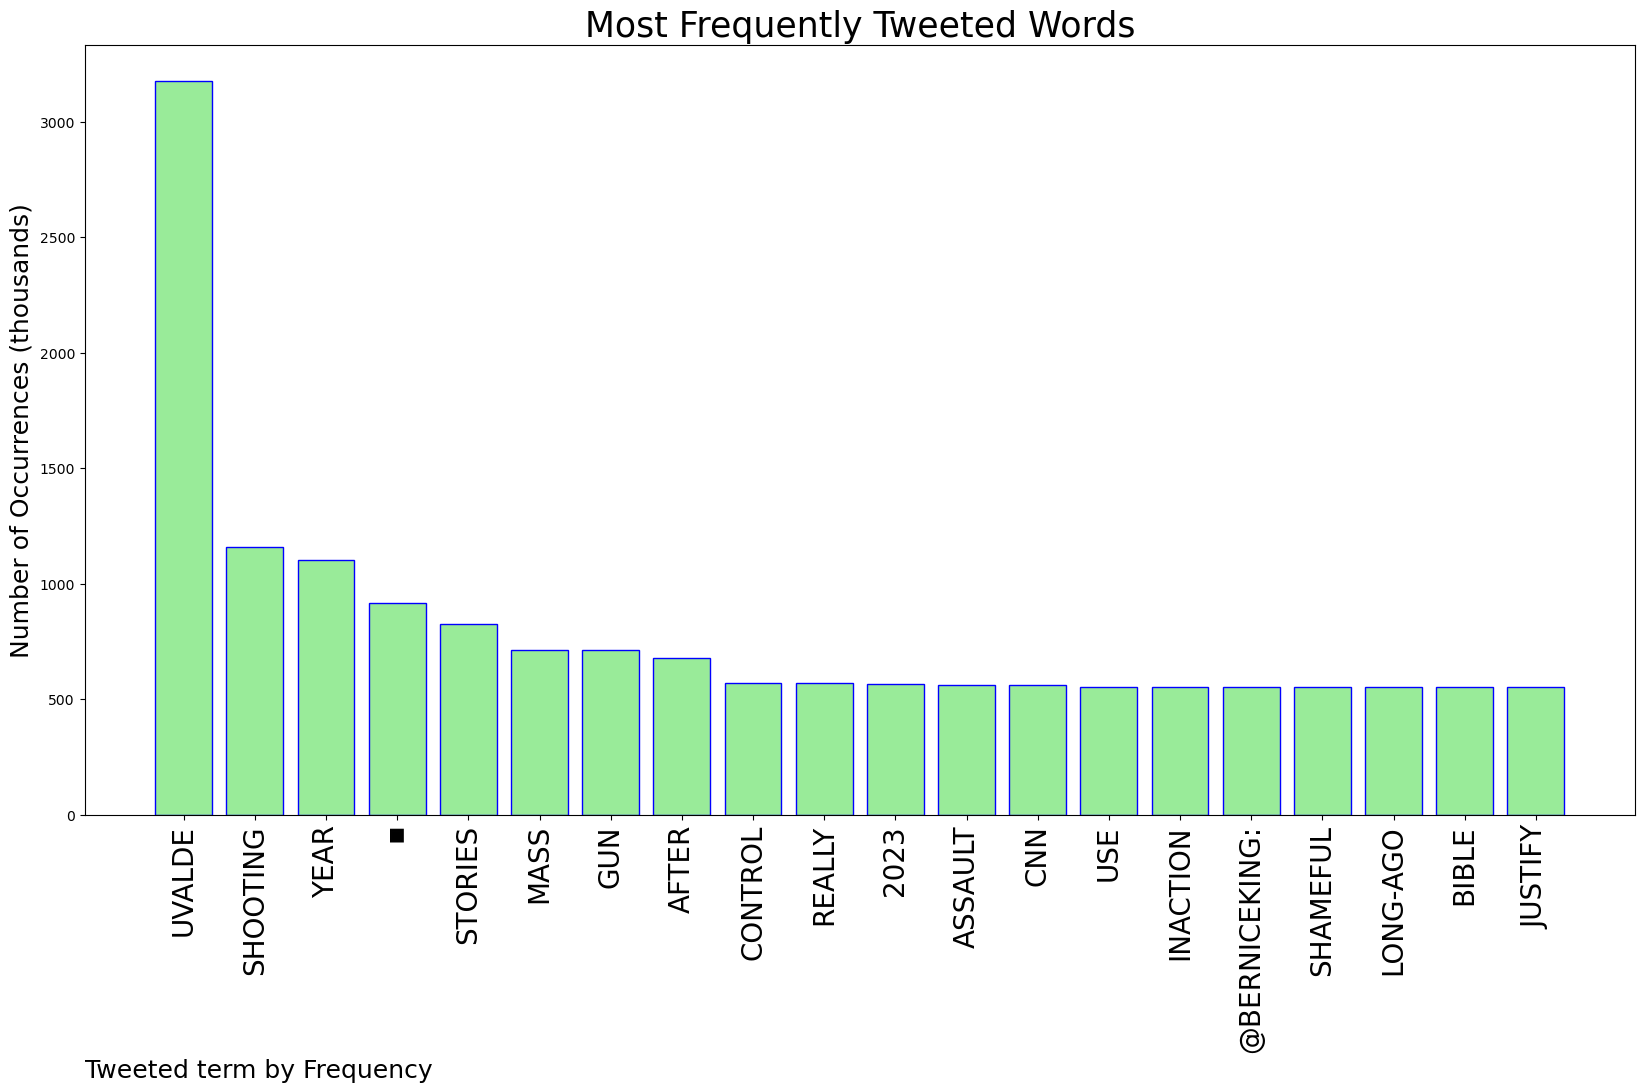 Most Frequently Tweeted Words
Number of Occurrences (thousands)
3000
2500
2000
1500
1000
500
0
UVALDE
SHOOTING
YEAR
■
STORIES
MASS
GUN
AFTER
CONTROL
REALLY
2023
ASSAULT
CNN
USE
INACTION
@BERNICEKING:
SHAMEFUL
LONG-AGO
BIBLE
JUSTIFY
Tweeted term by Frequency